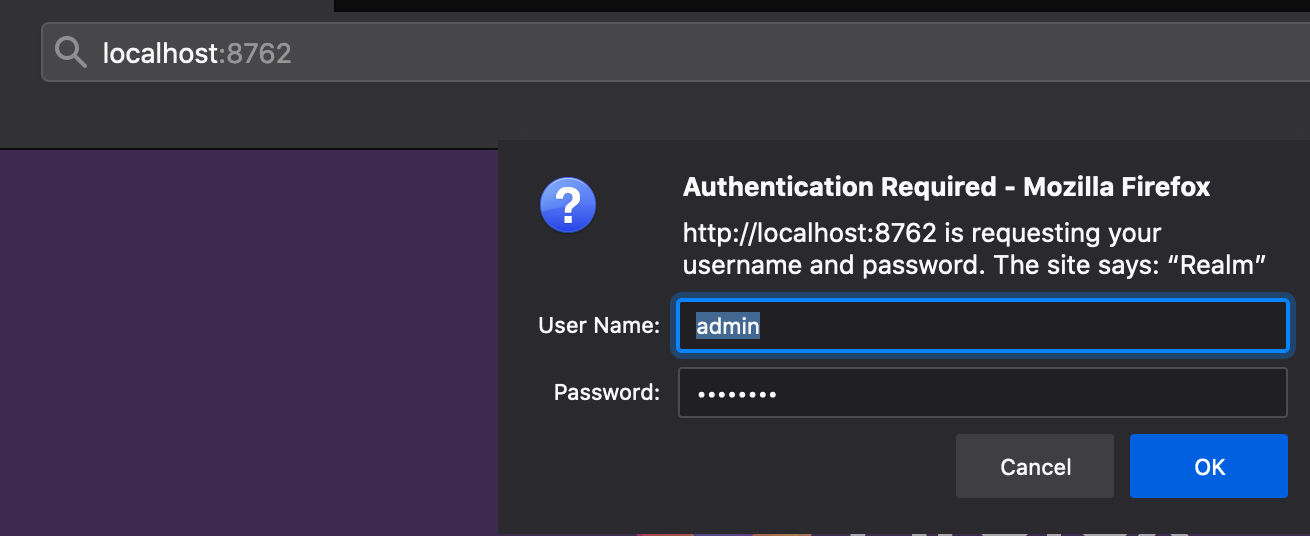 localhost:8762
Authentication Required - Mozilla Firefox
http://localhost:8762 is requesting your
username and password. The site says: “Realm”
User Name: admin
Password: ••••••••
Cancel OK